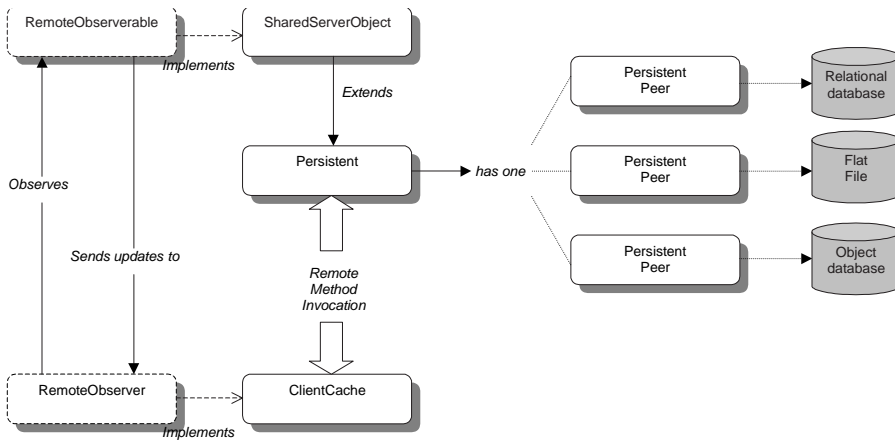 RemoteObserverable
SharedServerObject
Implements
Extends
Persistent
Peer
Relational
database
Observes
Persistent
has one
Persistent
Peer
Flat
File
Sends updates to
Remote
Method
Invocation
Persistent
Peer
Object
database
RemoteObserver
ClientCache
Implements